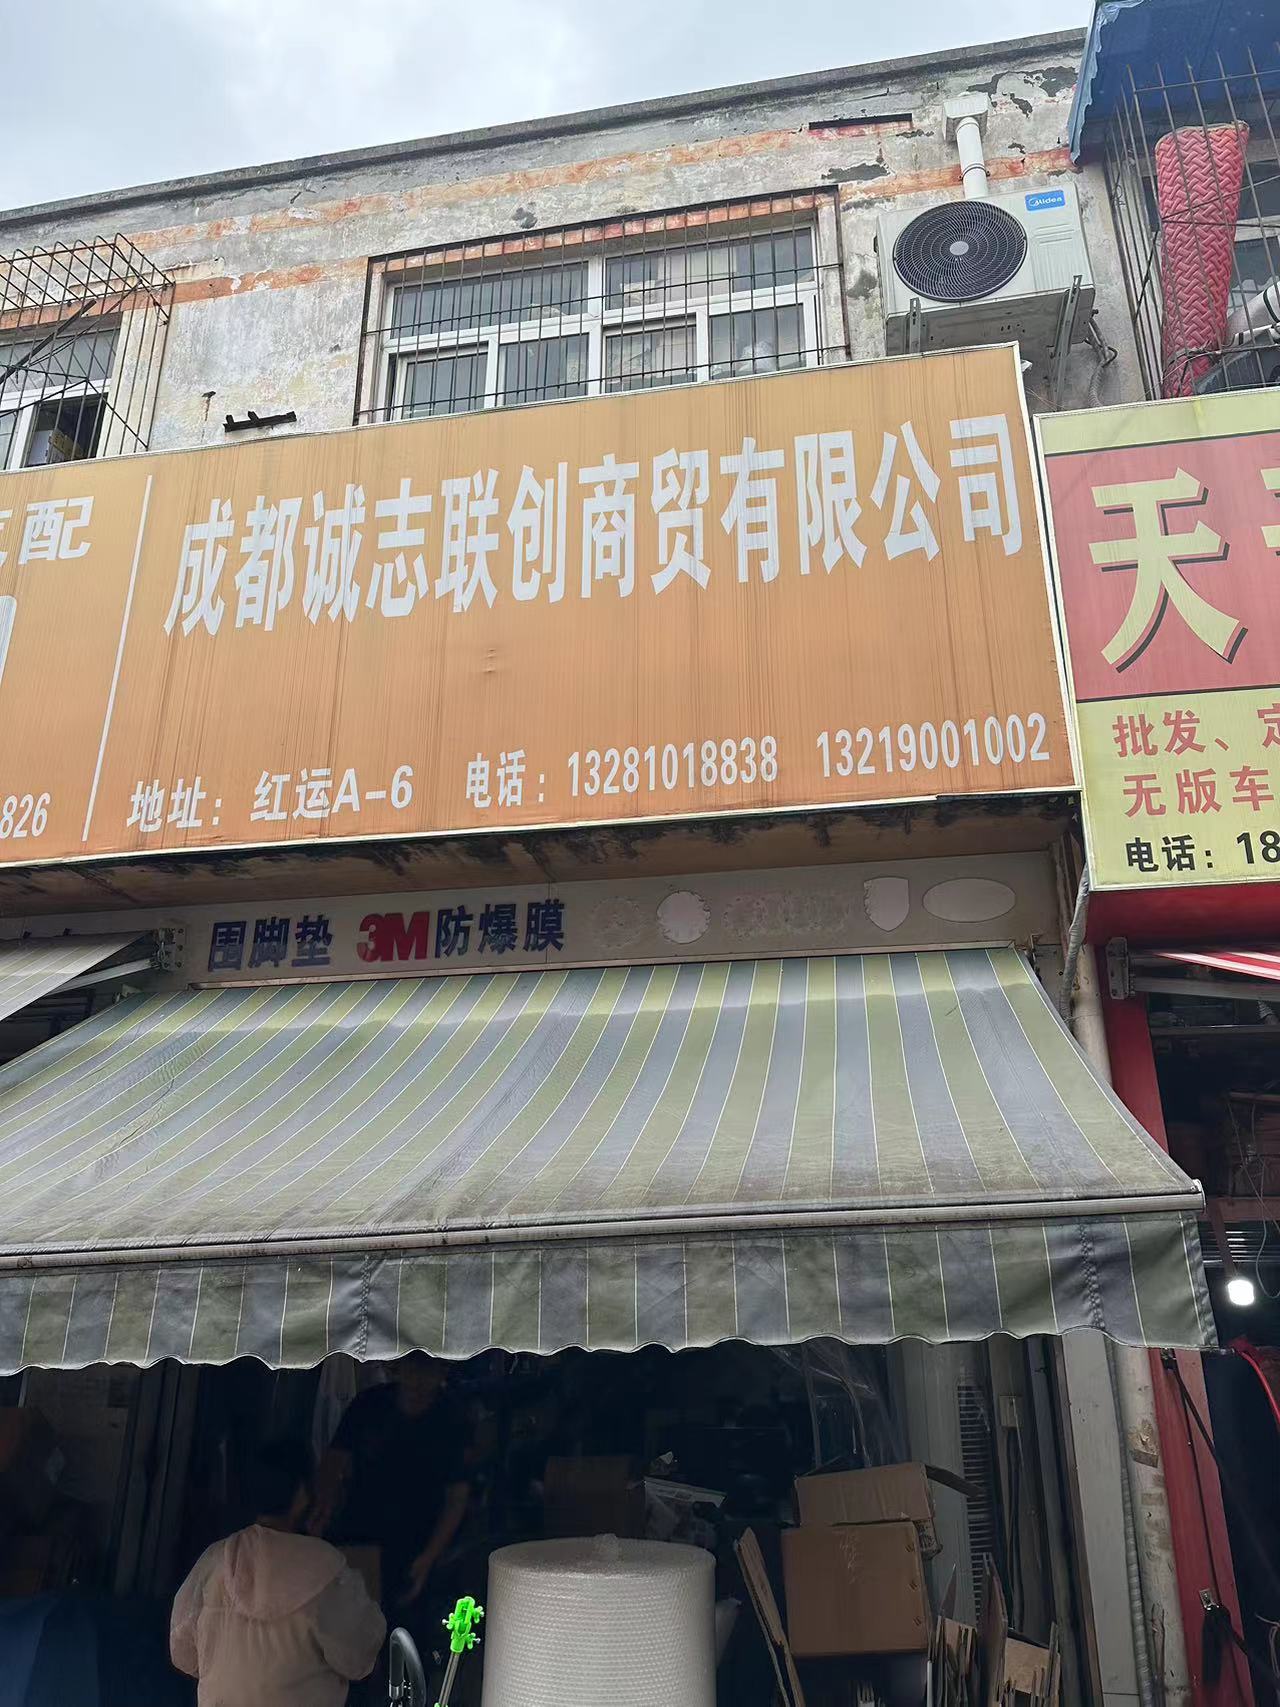 Midea
配
成都诚志联创商贸有限公司
地址：红运A-6 电话：13281018838 13219001002
826
天
批发、定
无版车
电话：18
围脚垫 3M防爆膜